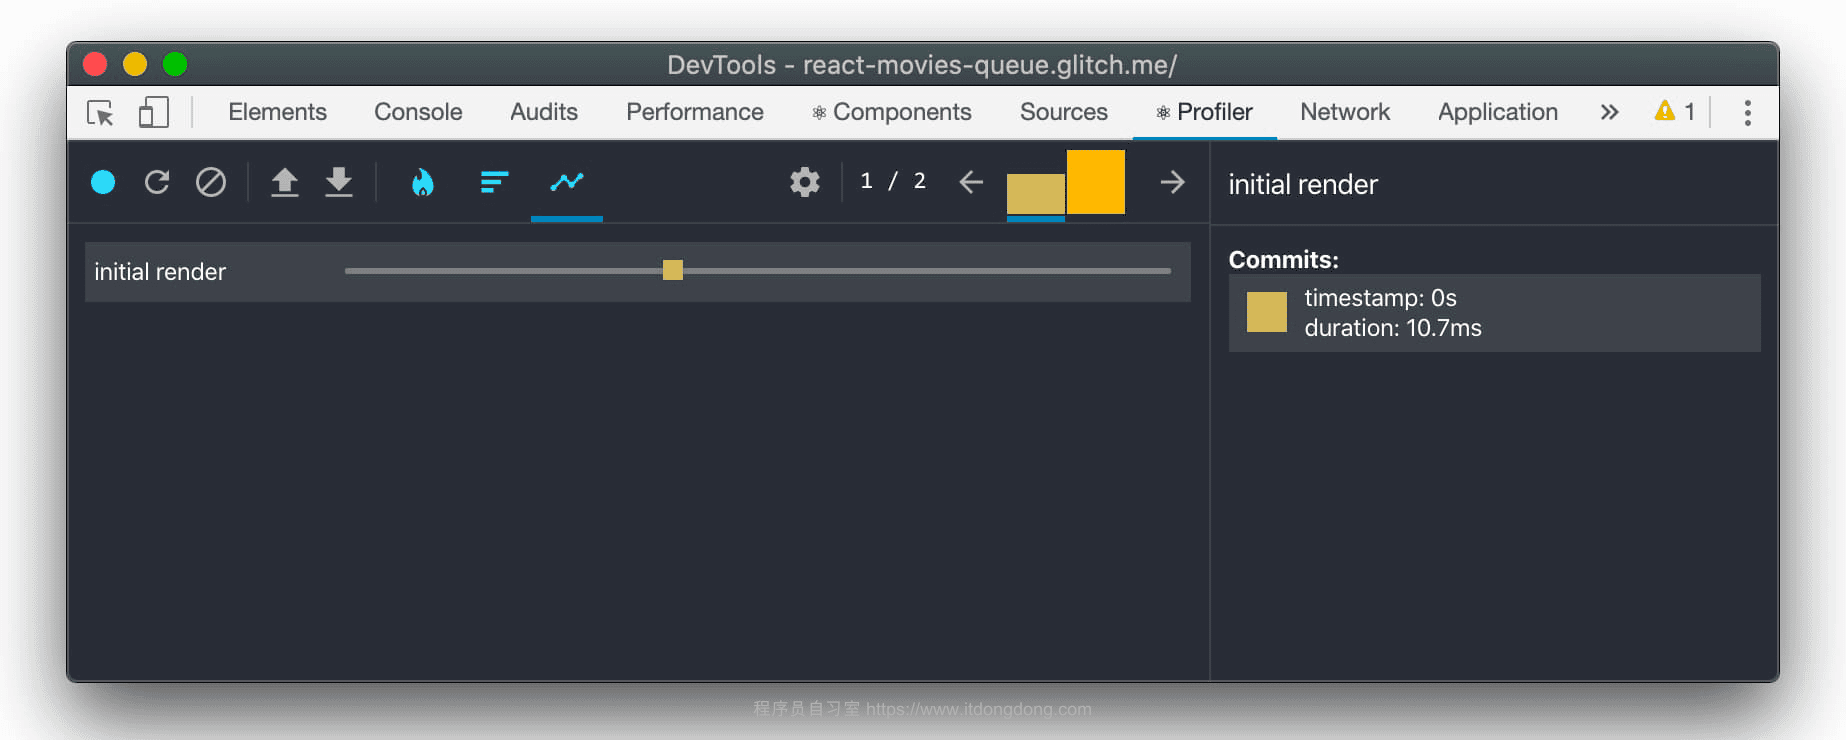 DevTools - react-movies-queue.glitch.me/
Elements Console Audits Performance ⚛ Components Sources ⚛ Profiler Network Application » 1
1 / 2
initial render
initial render
Commits:
timestamp: 0s
duration: 10.7ms
程序员自习室 https://www.itdongdong.com